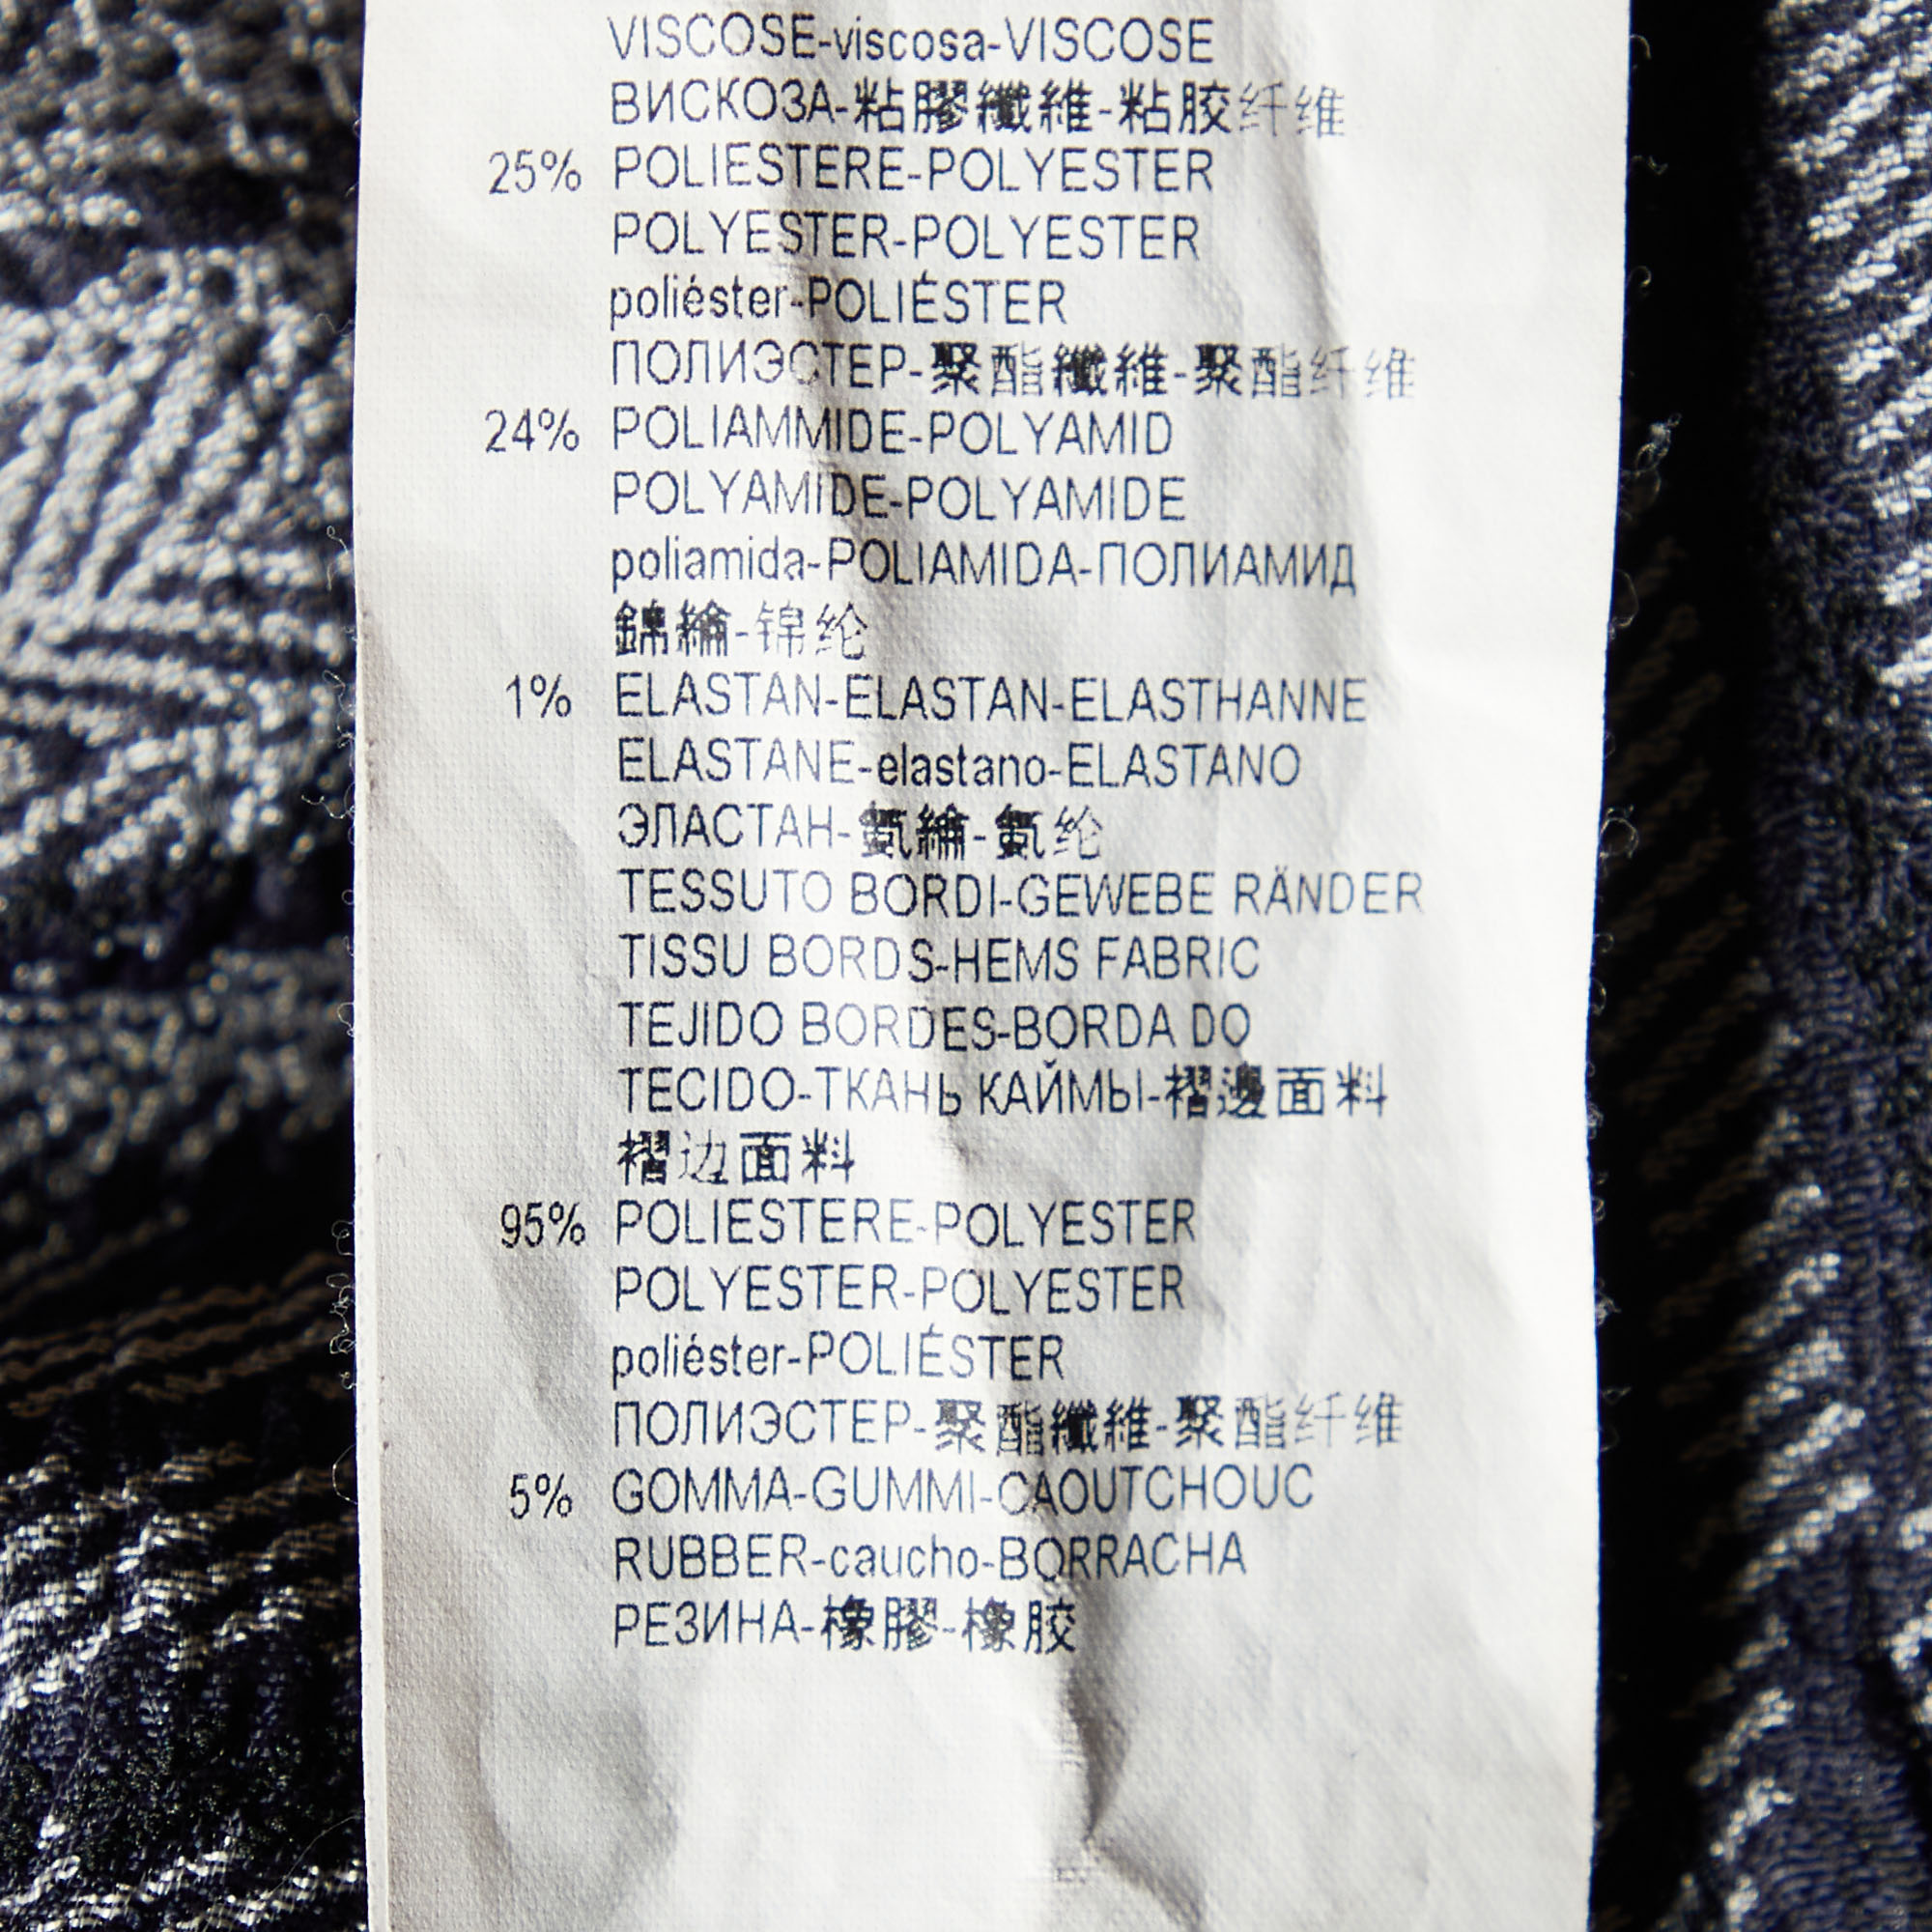 VISCOSE-viscosa-VISCOSE
ВИСКОЗА-粘膠纖維-粘胶纤维
25% POLIESTERE-POLYESTER
POLYESTER-POLYESTER
poliéster-POLIÉSTER
ПОЛИЭСТЕР-聚酯纖維-聚酯纤维
24% POLIAMMIDE-POLYAMID
POLYAMIDE-POLYAMIDE
poliamida-POLIAMIDA-ПОЛИАМИД
錦綸-锦纶
1% ELASTAN-ELASTAN-ELASTHANNE
ELASTANE-elastano-ELASTANO
ЭЛАСТАН-氨綸-氨纶
TESSUTO BORDI-GEWEBE RÄNDER
TISSU BORDS-HEMS FABRIC
TEJIDO BORDES-BORDA DO
TECIDO-ТКАНЬ КАЙМЫ-褶邊面料
褶边面料
95% POLIESTERE-POLYESTER
POLYESTER-POLYESTER
poliéster-POLIÉSTER
ПОЛИЭСТЕР-聚酯纖維-聚酯纤维
5% GOMMA-GUMMI-CAOUTCHOUC
RUBBER-caucho-BORRACHA
РЕЗИНА-橡膠-橡胶